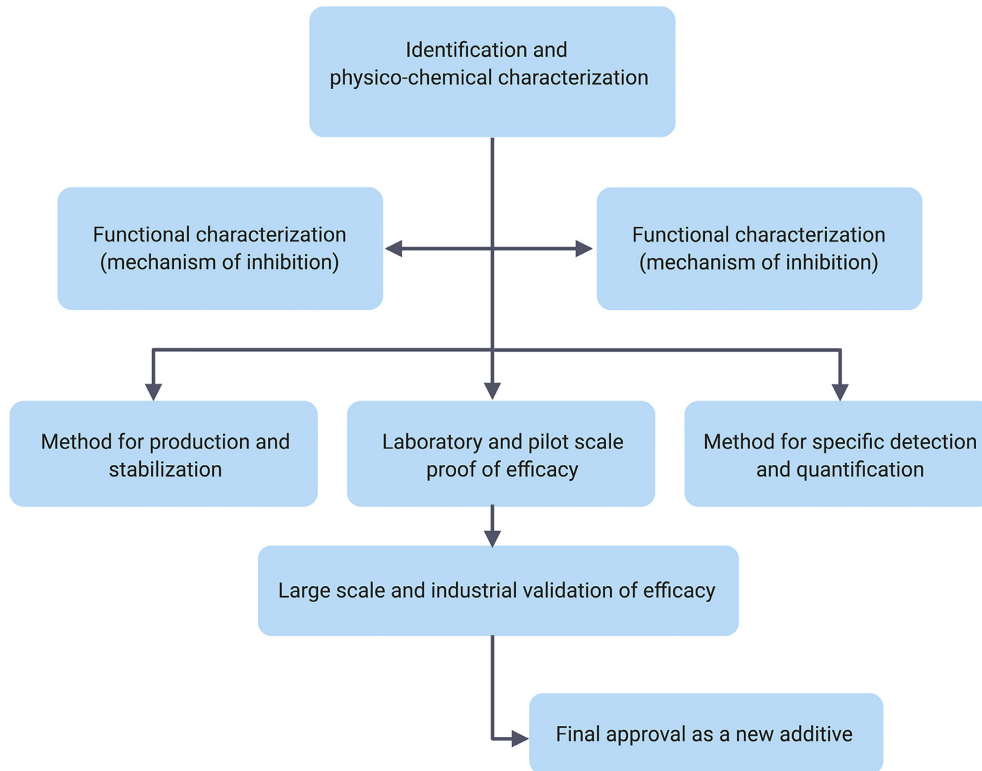 Identification and
physico-chemical characterization
Functional characterization
(mechanism of inhibition)
Functional characterization
(mechanism of inhibition)
Method for production and
stabilization
Laboratory and pilot scale
proof of efficacy
Method for specific detection
and quantification
Large scale and industrial validation of efficacy
Final approval as a new additive